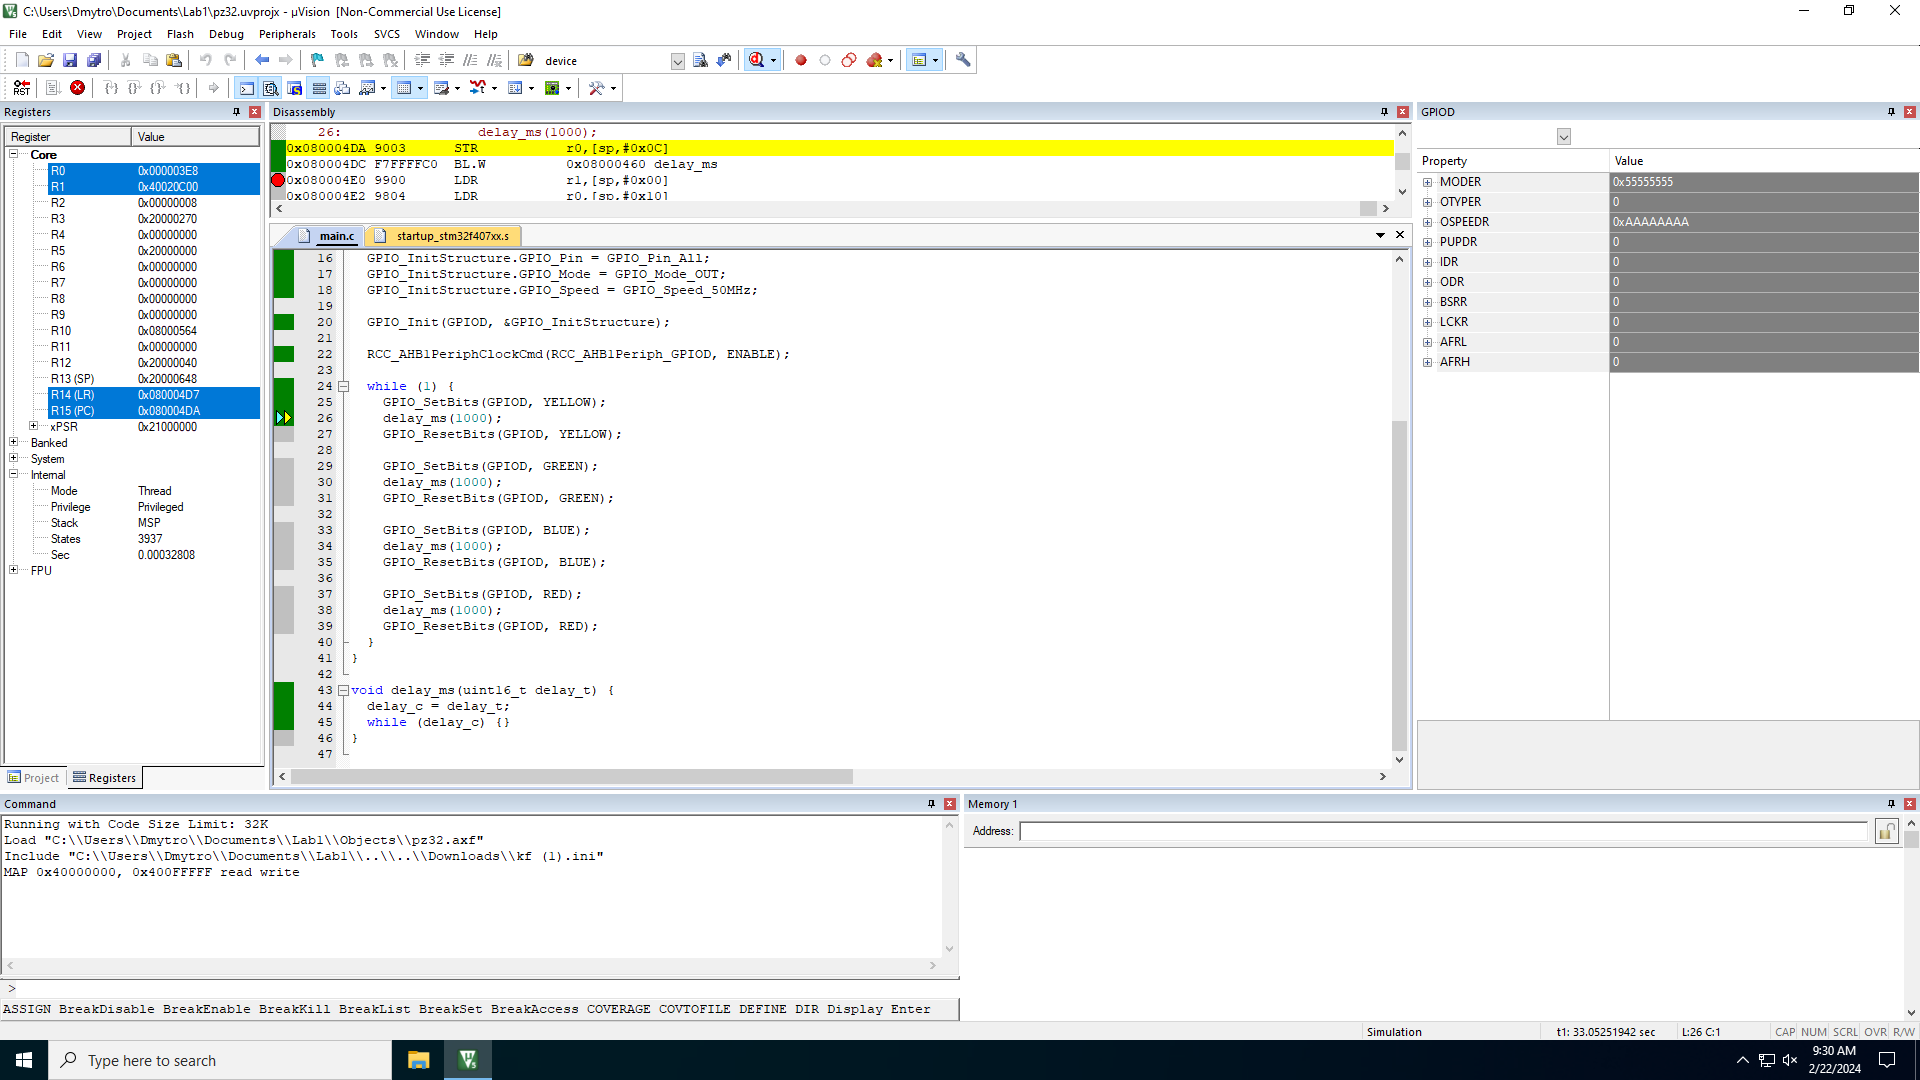 C:\Users\Dmytro\Documents\Lab1\pz32.uvprojx - µVision  [Non-Commercial Use License]
File Edit View Project Flash Debug Peripherals Tools SVCS Window Help
device
RST
Registers
Register Value
Core
R0 0x000003E8
R1 0x40020C00
R2 0x00000008
R3 0x20000270
R4 0x00000000
R5 0x20000000
R6 0x00000000
R7 0x00000000
R8 0x00000000
R9 0x00000000
R10 0x08000564
R11 0x00000000
R12 0x20000040
R13 (SP) 0x20000648
R14 (LR) 0x080004D7
R15 (PC) 0x080004DA
xPSR 0x21000000
Banked
System
Internal
Mode Thread
Privilege Privileged
Stack MSP
States 3937
Sec 0.00032808
FPU
Project Registers
Disassembly
26: delay_ms(1000);
0x080004DA 9003 STR r0,[sp,#0x0C]
0x080004DC F7FFFFC0 BL.W 0x08000460 delay_ms
0x080004E0 9900 LDR r1,[sp,#0x00]
0x080004E2 9804 LDR r0,[sp,#0x10]
main.c startup_stm32f407xx.s
16 GPIO_InitStructure.GPIO_Pin = GPIO_Pin_All;
17 GPIO_InitStructure.GPIO_Mode = GPIO_Mode_OUT;
18 GPIO_InitStructure.GPIO_Speed = GPIO_Speed_50MHz;
19
20 GPIO_Init(GPIOD, &GPIO_InitStructure);
21
22 RCC_AHB1PeriphClockCmd(RCC_AHB1Periph_GPIOD, ENABLE);
23
24 while (1) {
25 GPIO_SetBits(GPIOD, YELLOW);
26 delay_ms(1000);
27 GPIO_ResetBits(GPIOD, YELLOW);
28
29 GPIO_SetBits(GPIOD, GREEN);
30 delay_ms(1000);
31 GPIO_ResetBits(GPIOD, GREEN);
32
33 GPIO_SetBits(GPIOD, BLUE);
34 delay_ms(1000);
35 GPIO_ResetBits(GPIOD, BLUE);
36
37 GPIO_SetBits(GPIOD, RED);
38 delay_ms(1000);
39 GPIO_ResetBits(GPIOD, RED);
40 }
41 }
42
43 void delay_ms(uint16_t delay_t) {
44 delay_c = delay_t;
45 while (delay_c) {}
46 }
47
GPIOD
Property Value
MODER 0x55555555
OTYPER 0
OSPEEDR 0xAAAAAAAA
PUPDR 0
IDR 0
ODR 0
BSRR 0
LCKR 0
AFRL 0
AFRH 0
Command
Running with Code Size Limit: 32K
Load "C:\\Users\\Dmytro\\Documents\\Lab1\\Objects\\pz32.axf"
Include "C:\\Users\\Dmytro\\Documents\\Lab1\\..\\..\\Downloads\\kf (1).ini"
MAP 0x40000000, 0x400FFFFF read write
>
ASSIGN BreakDisable BreakEnable BreakKill BreakList BreakSet BreakAccess COVERAGE COVTOFILE DEFINE DIR Display Enter
Memory 1
Address:
Simulation t1: 33.05251942 sec L:26 C:1 CAP NUM SCRL OVR R/W
Type here to search
9:30 AM
2/22/2024